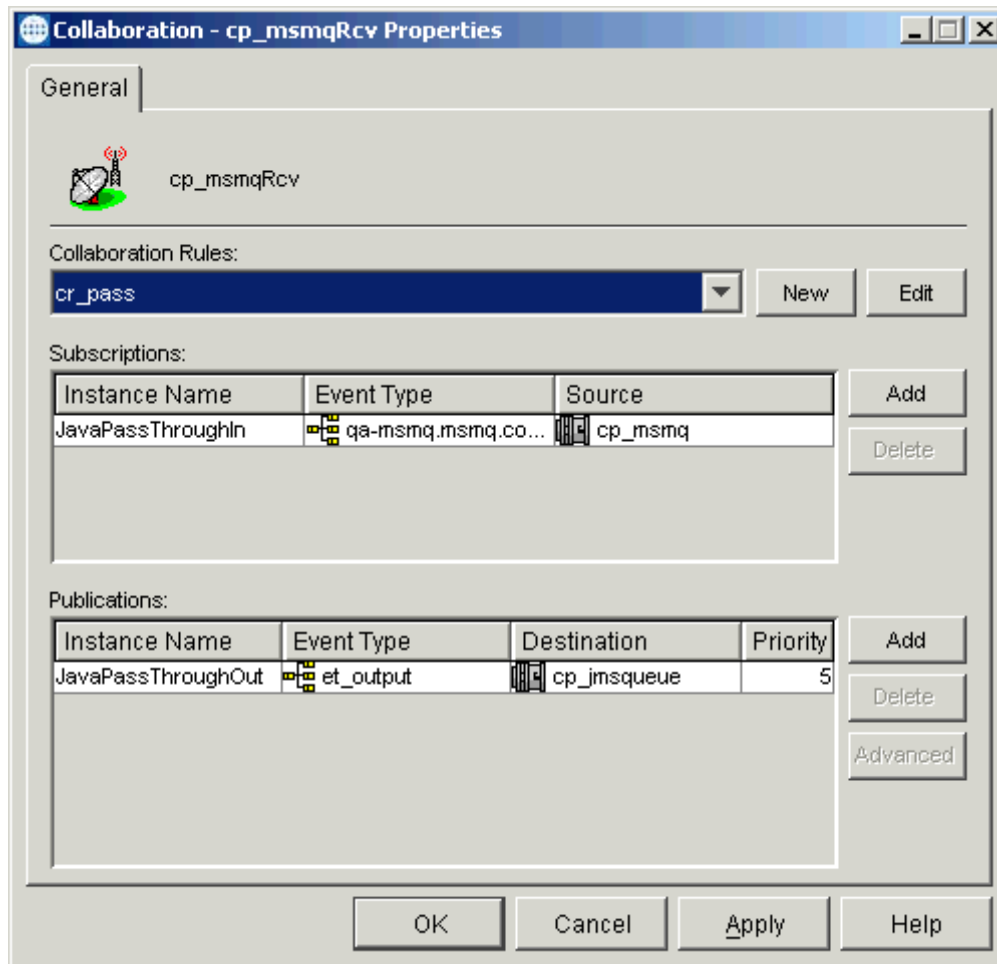 Collaboration - cp_msmqRcv Properties
General
cp_msmqRcv
Collaboration Rules:
cr_pass New Edit
Subscriptions:
Instance Name Event Type Source Add
JavaPassThroughIn qa-msmq.msmq.co... cp_msmq
Delete
Publications:
Instance Name Event Type Destination Priority Add
JavaPassThroughOut et_output cp_jmsqueue 5
Delete
Advanced
OK Cancel Apply Help